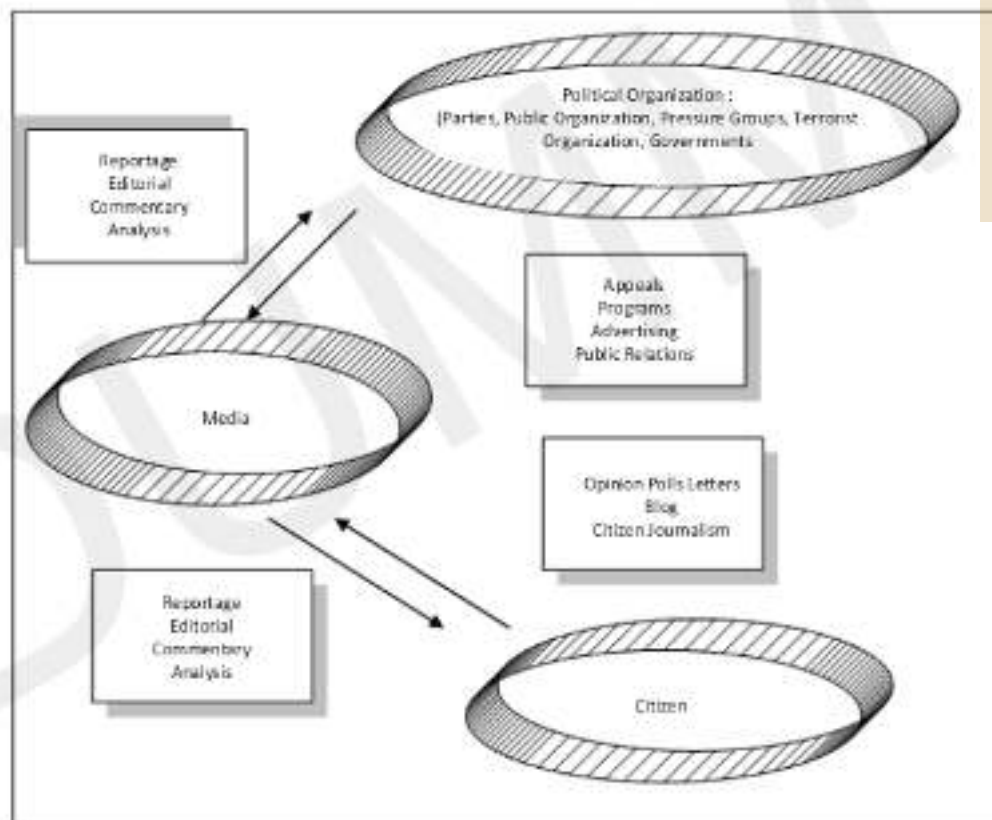 Political Organization :
(Parties, Public Organization, Pressure Groups, Terrorist
Organization, Governments
Reportage
Editorial
Commentary
Analysis
Appeals
Programs
Advertising
Public Relations
Media
Opinion Polls Letters
Blog
Citizen Journalism
Reportage
Editorial
Commentary
Analysis
Citizen